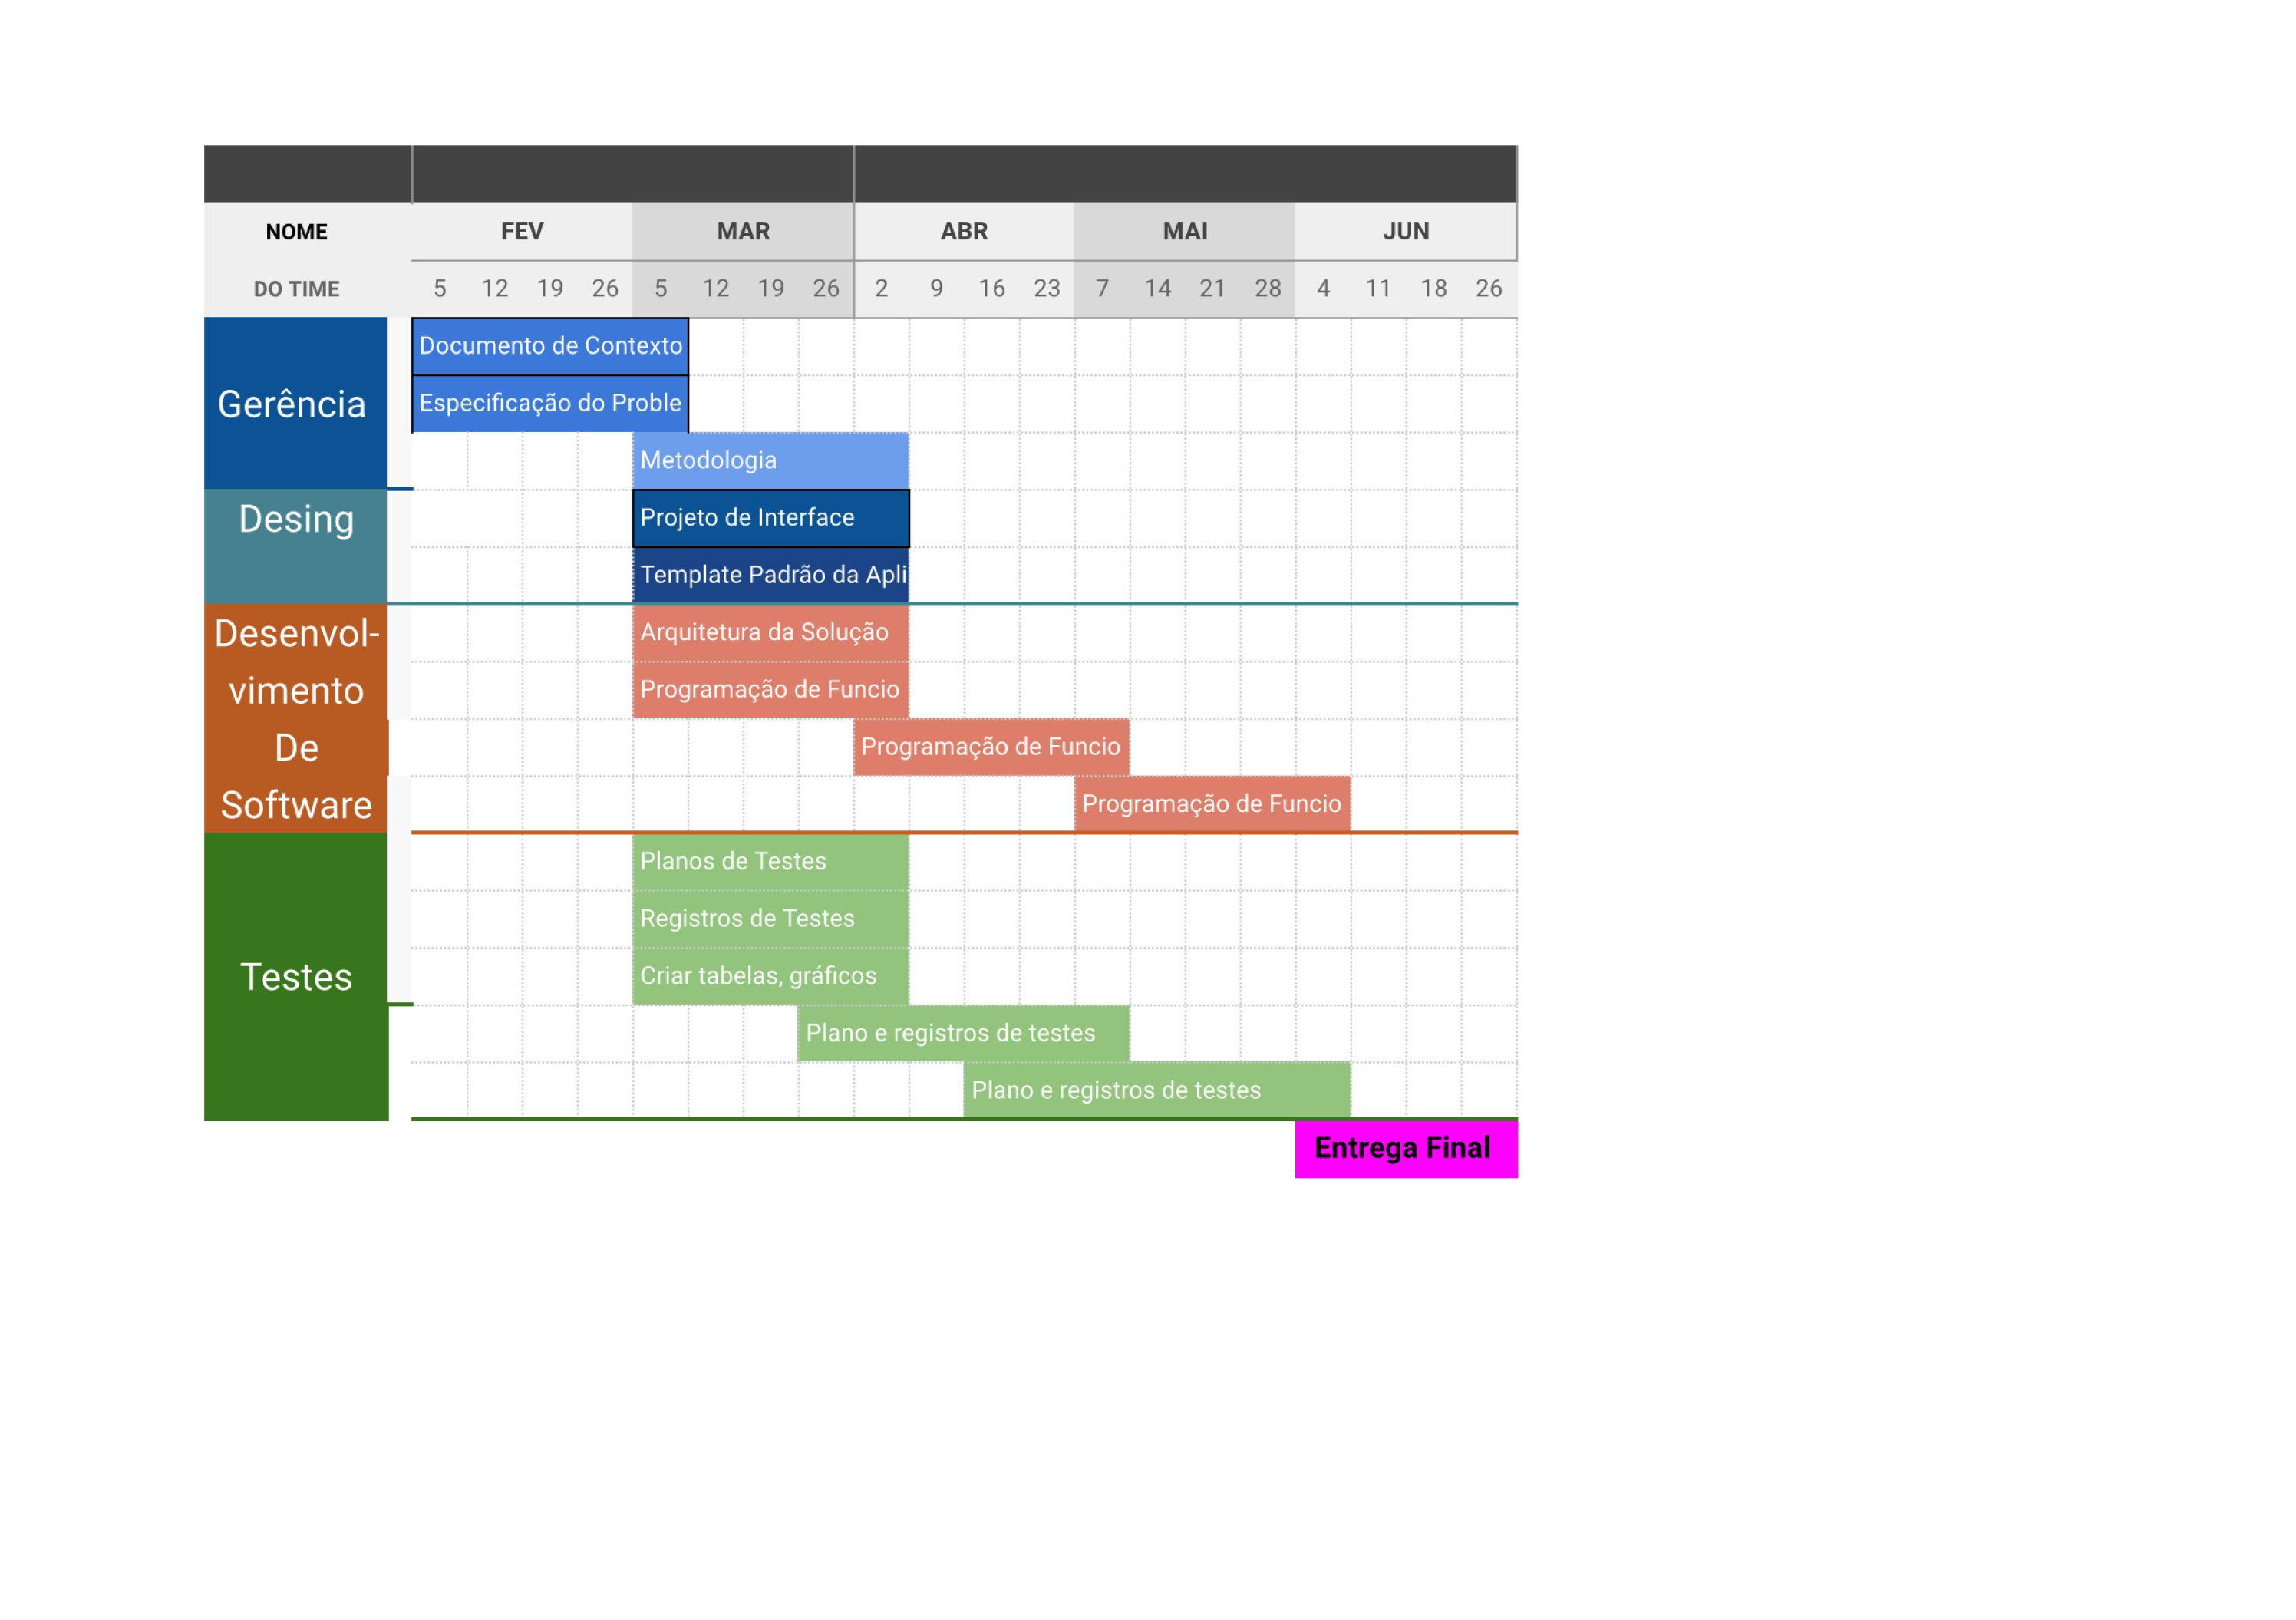 NOME
FEV MAR ABR MAI JUN
DO TIME
5 12 19 26 5 12 19 26 2 9 16 23 7 14 21 28 4 11 18 26
Gerência
Documento de Contexto
Especificação do Proble
Metodologia
Desing
Projeto de Interface
Template Padrão da Apli
Desenvol-
vimento
De
Software
Arquitetura da Solução
Programação de Funcio
Programação de Funcio
Programação de Funcio
Testes
Planos de Testes
Registros de Testes
Criar tabelas, gráficos
Plano e registros de testes
Plano e registros de testes
Entrega Final